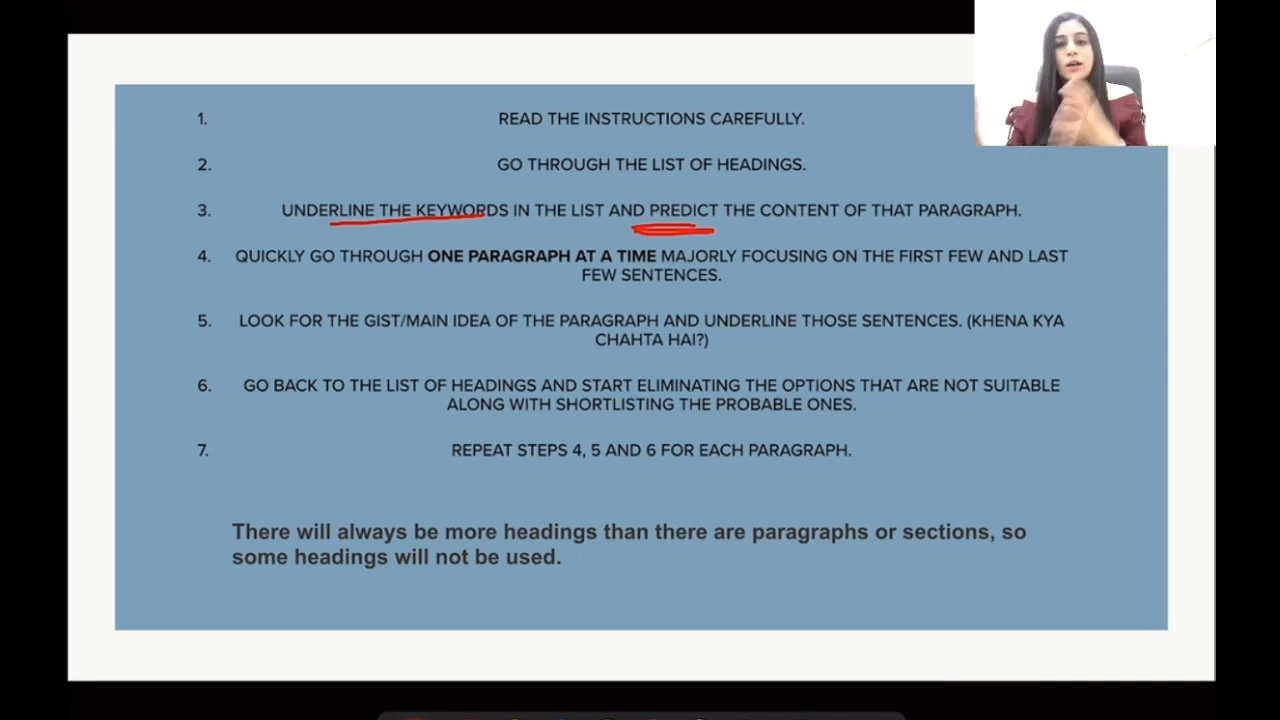 1. READ THE INSTRUCTIONS CAREFULLY.
2. GO THROUGH THE LIST OF HEADINGS.
3. UNDERLINE THE KEYWORDS IN THE LIST AND PREDICT THE CONTENT OF THAT PARAGRAPH.
4. QUICKLY GO THROUGH ONE PARAGRAPH AT A TIME MAJORLY FOCUSING ON THE FIRST FEW AND LAST
FEW SENTENCES.
5. LOOK FOR THE GIST/MAIN IDEA OF THE PARAGRAPH AND UNDERLINE THOSE SENTENCES. (KHENA KYA
CHAHTA HAI?)
6. GO BACK TO THE LIST OF HEADINGS AND START ELIMINATING THE OPTIONS THAT ARE NOT SUITABLE
ALONG WITH SHORTLISTING THE PROBABLE ONES.
7. REPEAT STEPS 4, 5 AND 6 FOR EACH PARAGRAPH.
There will always be more headings than there are paragraphs or sections, so
some headings will not be used.